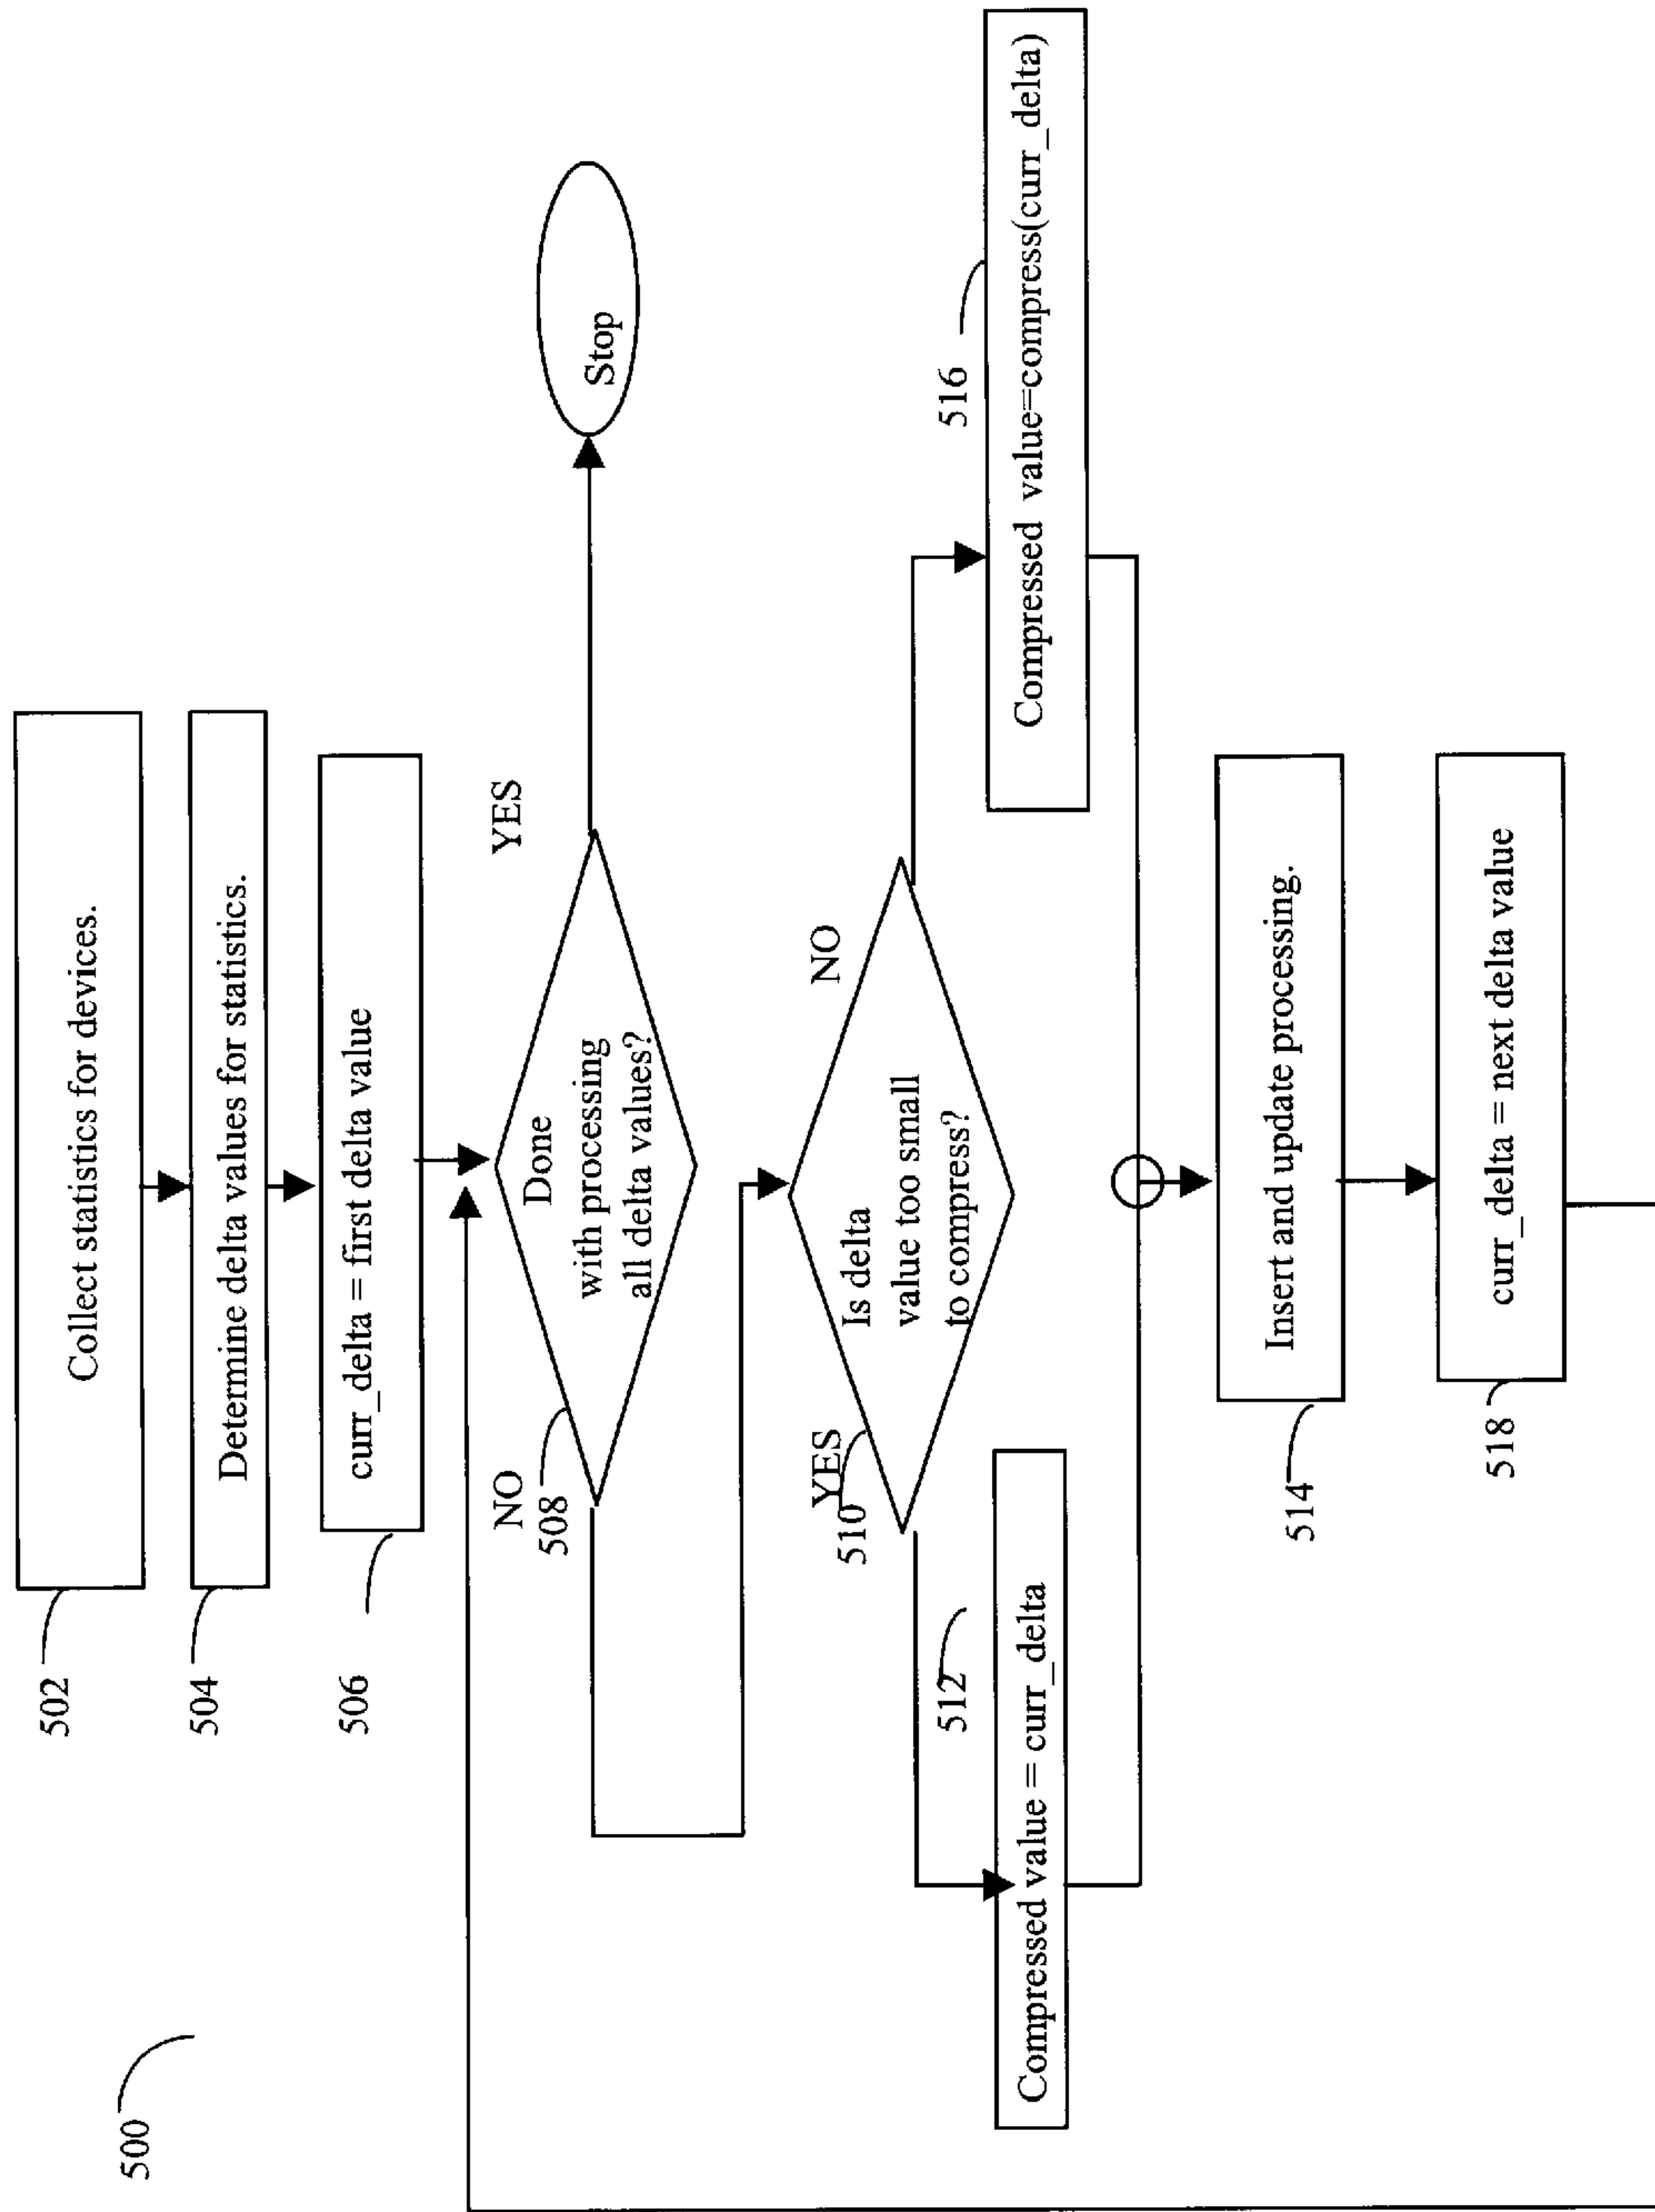 500
502
Collect statistics for devices.
504
Determine delta values for statistics.
506
curr_delta = first delta value
NO
508
Done
with processing
all delta values?
YES
Stop
YES
510
Is delta
value too small
to compress?
NO
512
Compressed value = curr_delta
516
Compressed value=compress(curr_delta)
514
Insert and update processing.
518
curr_delta = next delta value